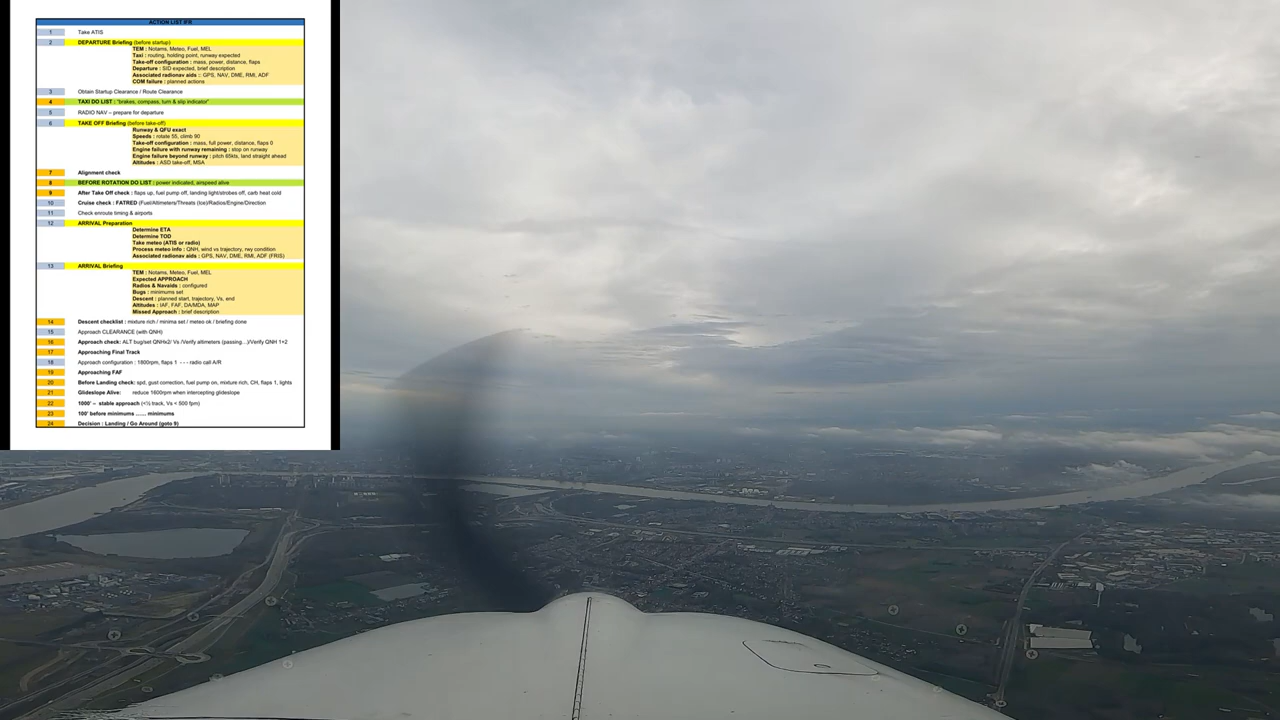 ACTION LIST IFR
1 Take ATIS
2 DEPARTURE Briefing (before startup)
TEM : Notams, Meteo, Fuel, MEL
Taxi : routing, holding point, runway expected
Take-off configuration : mass, power, distance, flaps
Departure : SID expected, brief description
Associated radionav aids : GPS, NAV, DME, RMI, ADF
COM failure : planned actions
3 Obtain Startup Clearance / Route Clearance
4 TAXI DO LIST : "brakes, compass, turn & slip indicator"
5 RADIO NAV – prepare for departure
6 TAKE OFF Briefing (before take-off)
Runway & QFU exact
Speeds : rotate 55, climb 90
Take-off configuration : mass, full power, distance, flaps 0
Engine failure with runway remaining : stop on runway
Engine failure beyond runway : pitch 65kts, land straight ahead
Altitudes : ASD take-off, MSA
7 Alignment check
8 BEFORE ROTATION DO LIST : power indicated, airspeed alive
9 After Take Off check : flaps up, fuel pump off, landing light/strobes off, carb heat cold
10 Cruise check : FATRED (Fuel/Altimeters/Threats (Ice)/Radios/Engine/Direction
11 Check enroute timing & airports
12 ARRIVAL Preparation
Determine ETA
Determine TOD
Take meteo (ATIS or radio)
Process meteo info : QNH, wind vs trajectory, rwy condition
Associated radionav aids : GPS, NAV, DME, RMI, ADF (FRIS)
13 ARRIVAL Briefing
TEM : Notams, Meteo, Fuel, MEL
Expected APPROACH
Radios & Navaids : configured
Bugs : minimums set
Descent : planned start, trajectory, Vs, end
Altitudes : IAF, FAF, DA/MDA, MAP
Missed Approach : brief description
14 Descent checklist : mixture rich / minima set / meteo ok / briefing done
15 Approach CLEARANCE (with QNH)
16 Approach check: ALT bug/set QNHx2/ Vs /Verify altimeters (passing…)/Verify QNH 1+2
17 Approaching Final Track
18 Approach configuration : 1800rpm, flaps 1 --- radio call A/R
19 Approaching FAF
20 Before Landing check: spd, gust correction, fuel pump on, mixture rich, CH, flaps 1, lights
21 Glideslope Alive: reduce 1600rpm when intercepting glideslope
22 1000' – stable approach (<½ track, Vs < 500 fpm)
23 100' before minimums ...... minimums
24 Decision : Landing / Go Around (goto 9)